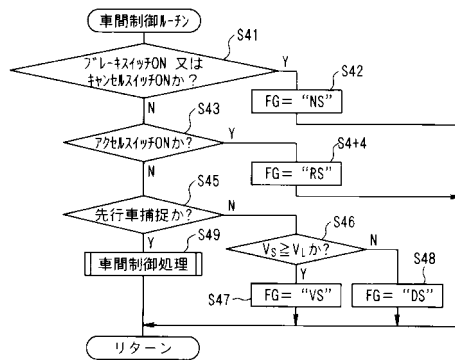 車間制御ルーチン
S41
ブレーキスイッチON 又は
キャンセルスイッチONか?
Y
S42
FG= “NS”
N
S43
アクセルスイッチONか?
Y
S4+4
FG= “RS”
N
S45
先行車捕捉か?
N
S46
VS≧VLか?
N
Y
S49
車間制御処理
Y
S48
S47
FG= “VS”
FG= “DS”
リターン